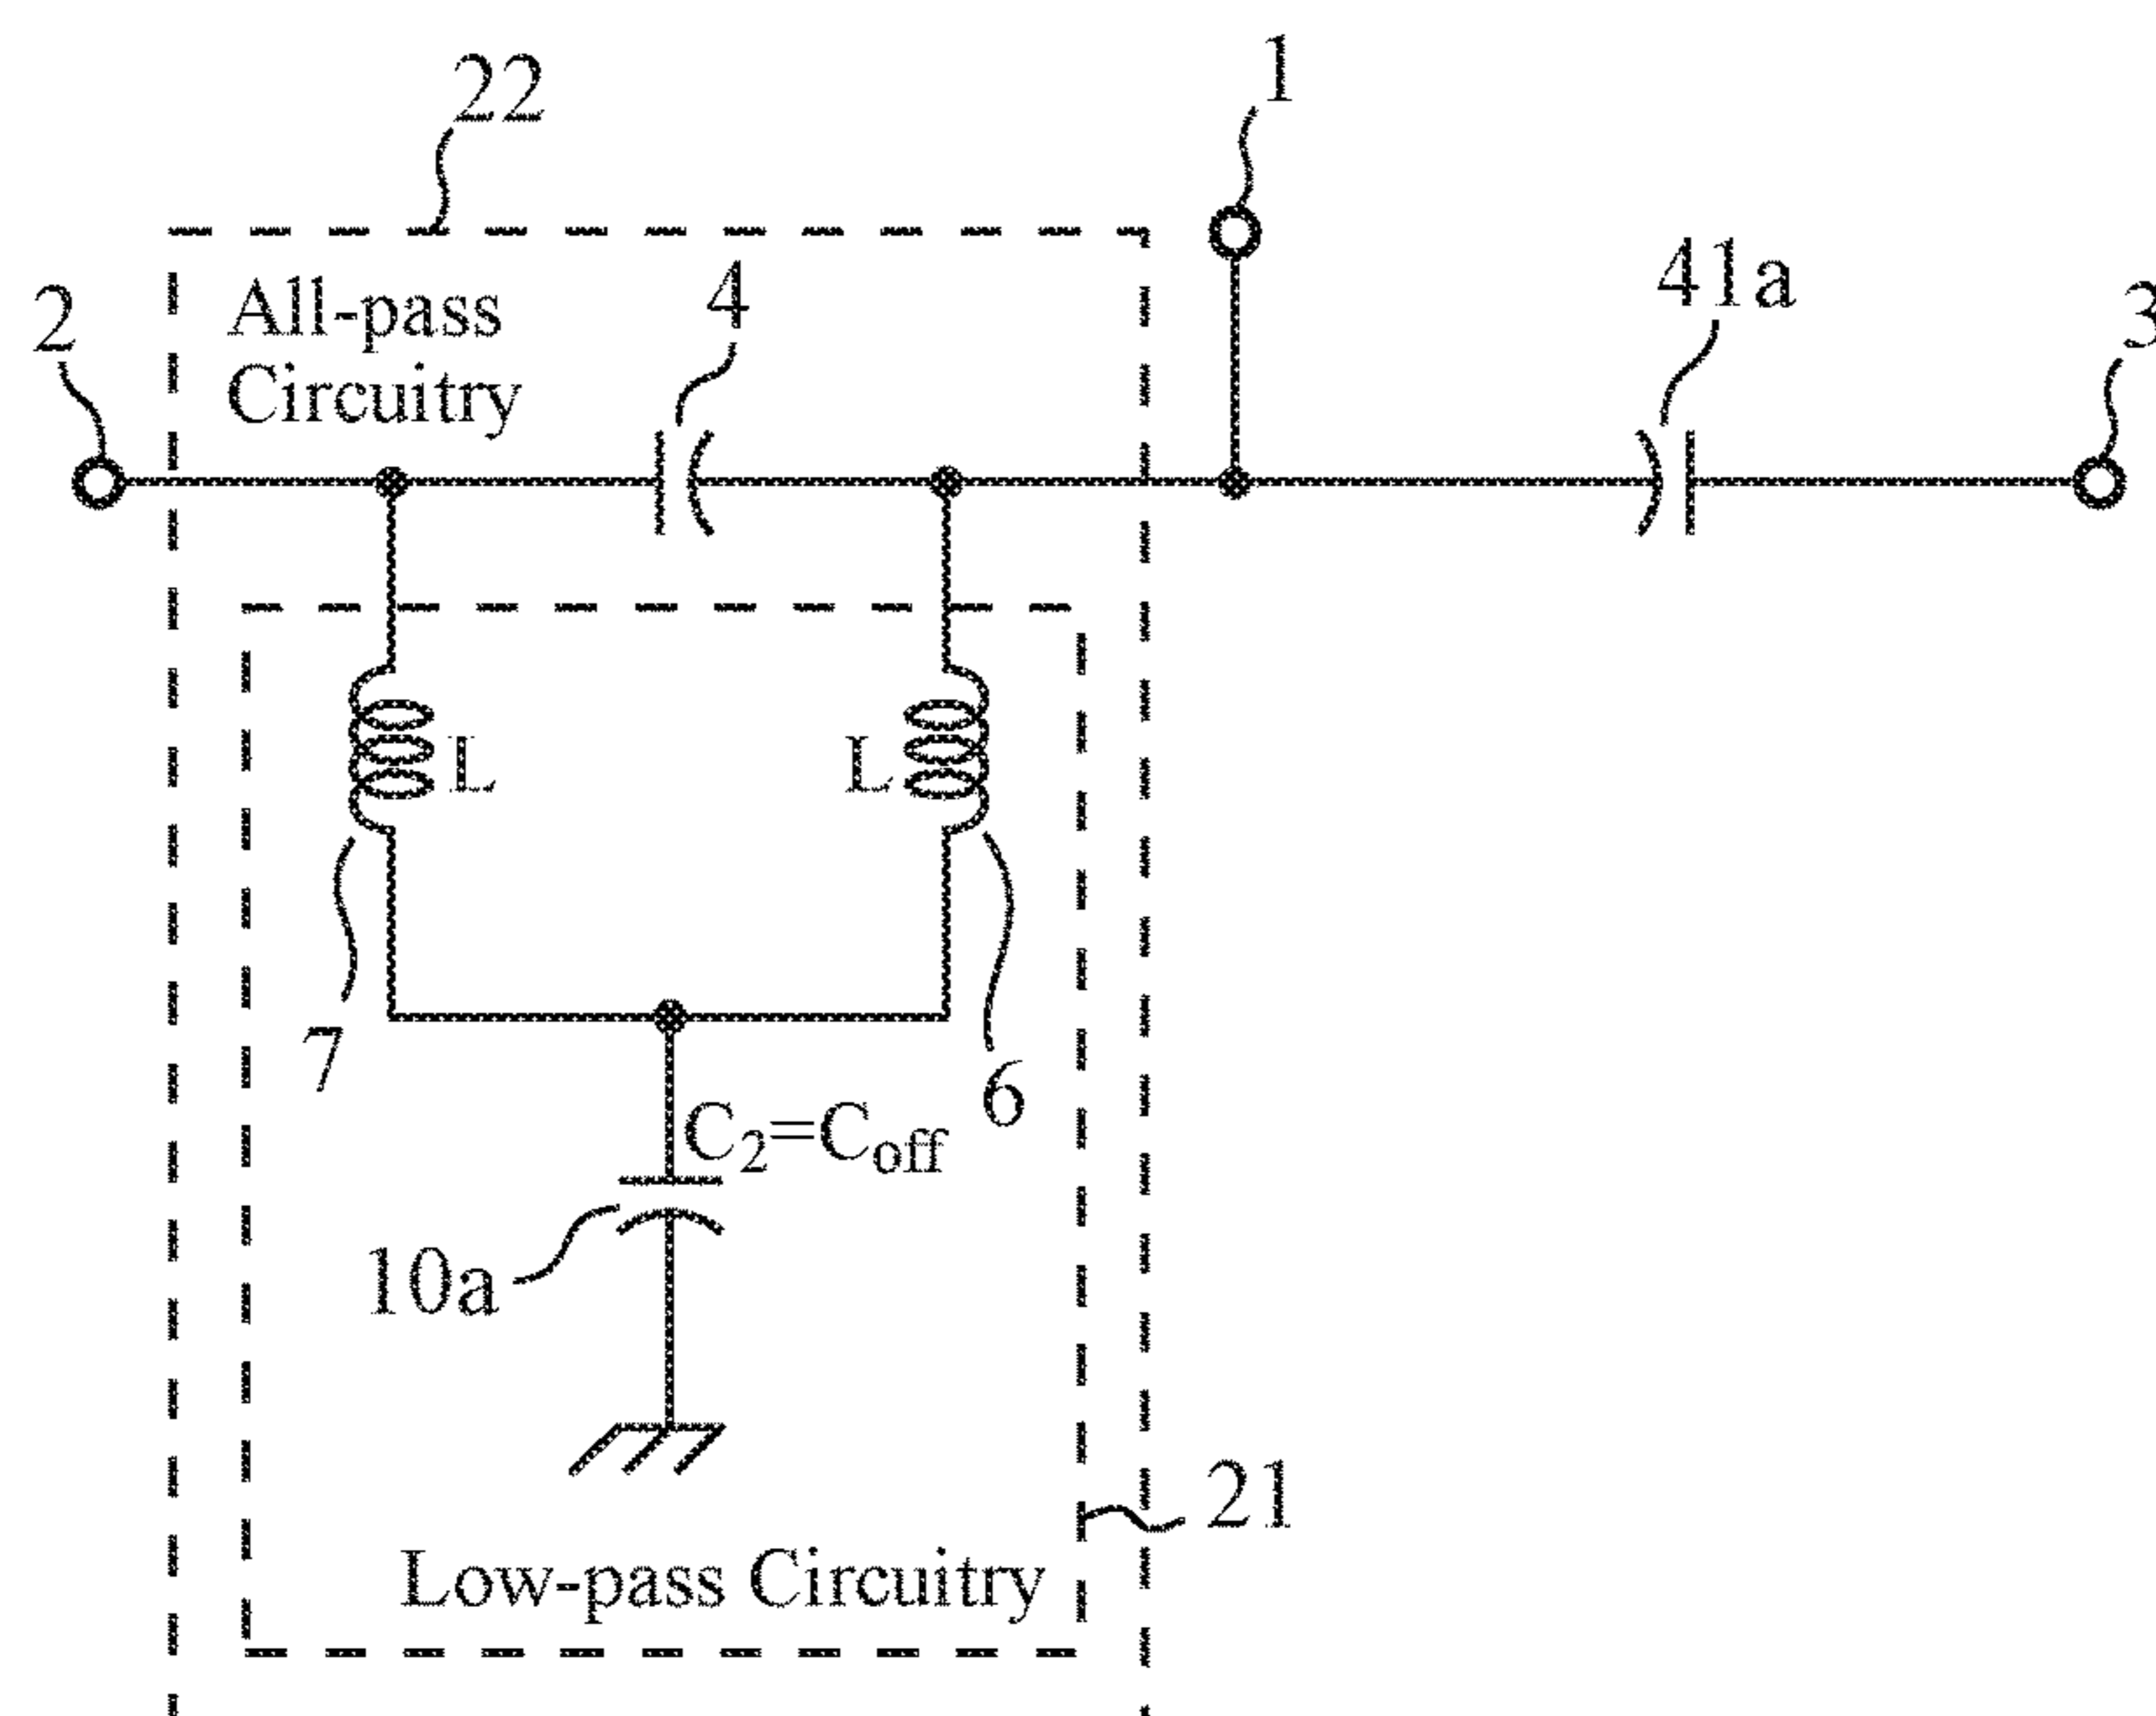 22
1
All-pass
Circuitry
4
41a
2
3
L
L
7
6
C₂=Coff
10a
21
Low-pass Circuitry